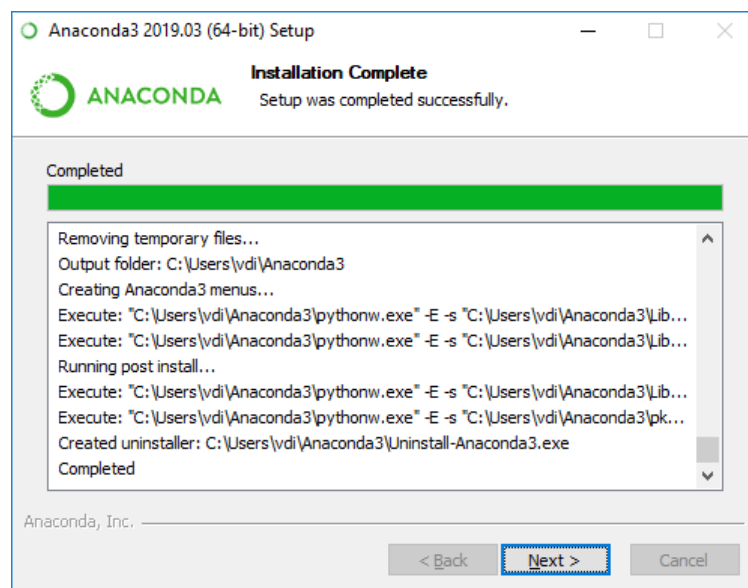 Anaconda3 2019.03 (64-bit) Setup
Installation Complete
ANACONDA
Setup was completed successfully.
Completed
Removing temporary files...
Output folder: C:\Users\vdi\Anaconda3
Creating Anaconda3 menus...
Execute: "C:\Users\vdi\Anaconda3\pythonw.exe" -E -s "C:\Users\vdi\Anaconda3\Lib...
Execute: "C:\Users\vdi\Anaconda3\pythonw.exe" -E -s "C:\Users\vdi\Anaconda3\Lib...
Running post install...
Execute: "C:\Users\vdi\Anaconda3\pythonw.exe" -E -s "C:\Users\vdi\Anaconda3\Lib...
Execute: "C:\Users\vdi\Anaconda3\pythonw.exe" -E -s "C:\Users\vdi\Anaconda3\pk...
Created uninstaller: C:\Users\vdi\Anaconda3\Uninstall-Anaconda3.exe
Completed
Anaconda, Inc.
< Back Next > Cancel